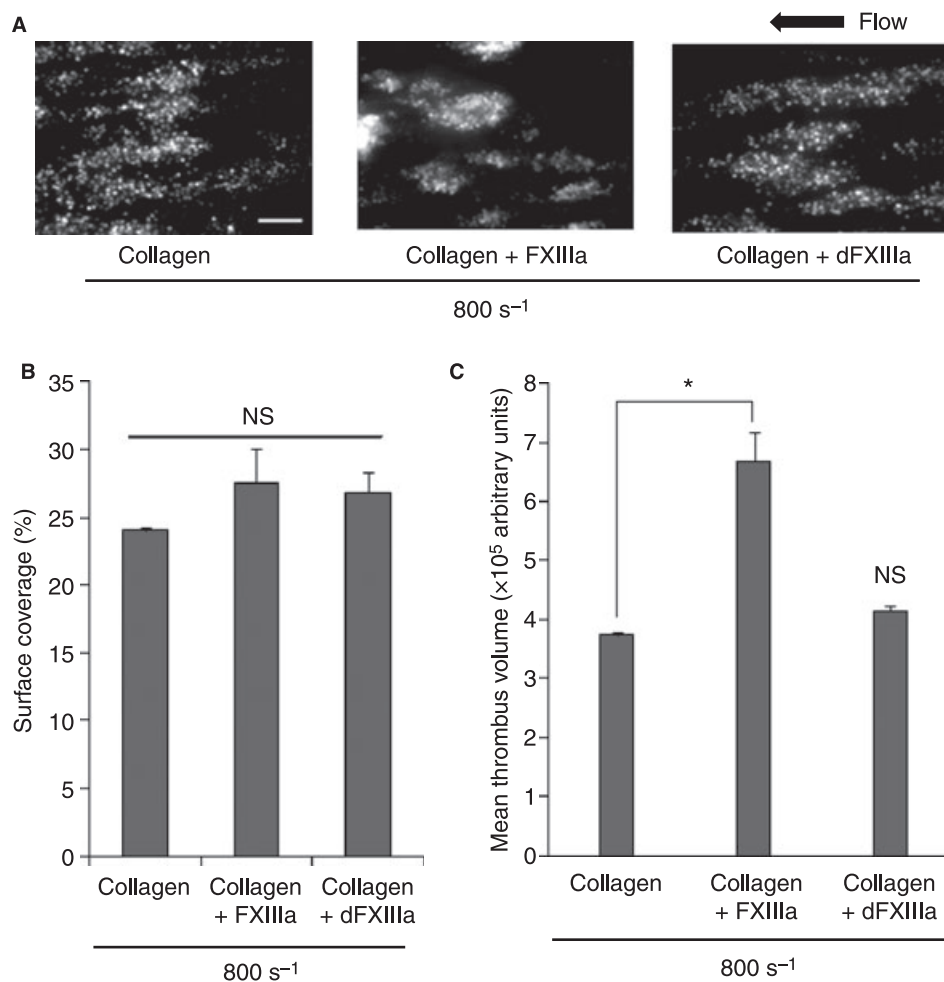 A
Flow
Collagen
Collagen + FXIIIa
Collagen + dFXIIIa
800 s⁻¹
B
35
30
25
20
15
10
5
0
Surface coverage (%)
NS
Collagen
Collagen
+ FXIIIa
Collagen
+ dFXIIIa
800 s⁻¹
C
8
7
6
5
4
3
2
1
0
Mean thrombus volume (×10⁵ arbitrary units)
*
NS
Collagen
Collagen
+ FXIIIa
Collagen
+ dFXIIIa
800 s⁻¹